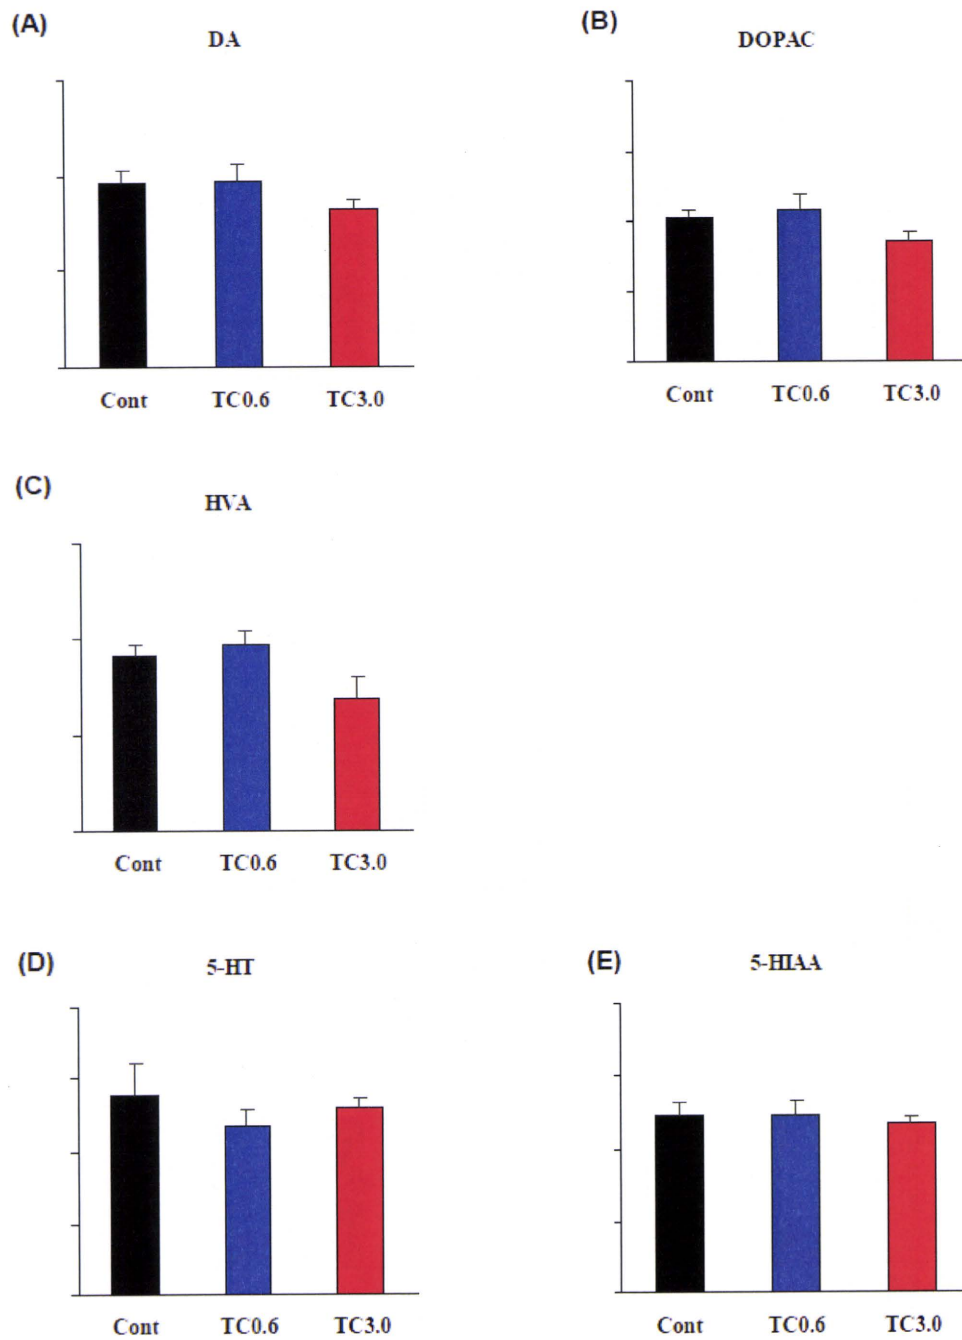 (A)
DA
Cont TC0.6 TC3.0
(B)
DOPAC
Cont TC0.6 TC3.0
(C)
HVA
Cont TC0.6 TC3.0
(D)
5-HT
Cont TC0.6 TC3.0
(E)
5-HIAA
Cont TC0.6 TC3.0